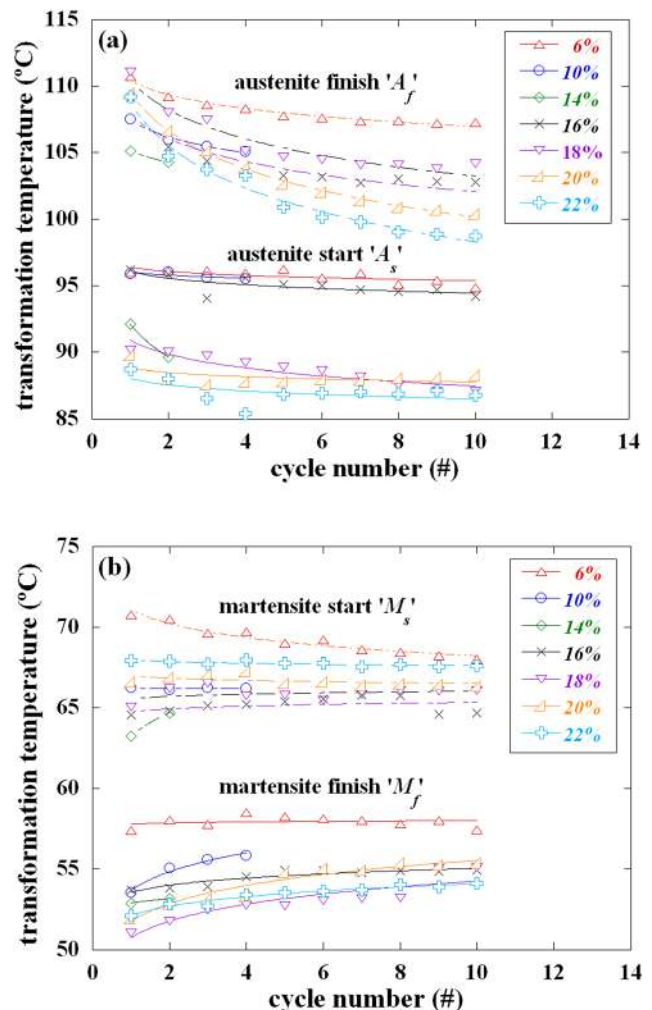 (a)
austenite finish 'Af'
austenite start 'As'
115
110
105
100
95
90
85
transformation temperature (ºC)
0 2 4 6 8 10 12 14
cycle number (#)
6%
10%
14%
16%
18%
20%
22%
(b)
martensite start 'Ms'
martensite finish 'Mf'
75
70
65
60
55
50
transformation temperature (ºC)
0 2 4 6 8 10 12 14
cycle number (#)
6%
10%
14%
16%
18%
20%
22%